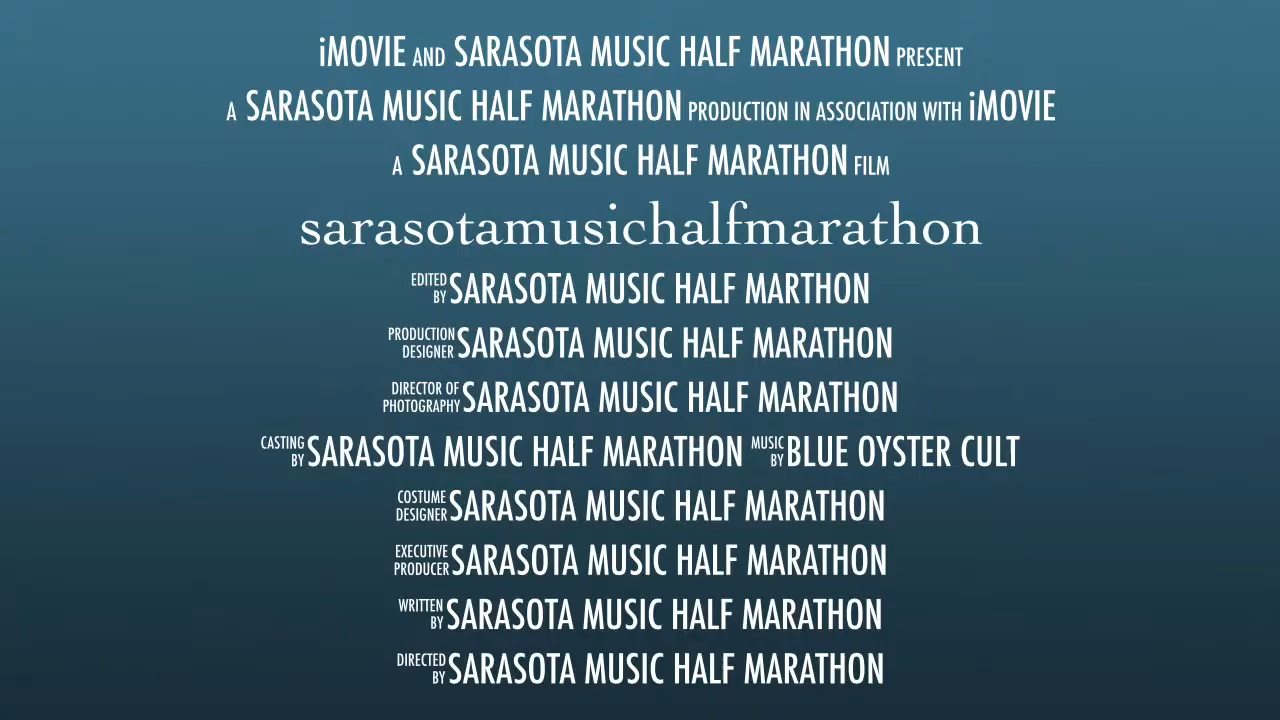 iMOVIE AND SARASOTA MUSIC HALF MARATHON PRESENT
A SARASOTA MUSIC HALF MARATHON PRODUCTION IN ASSOCIATION WITH iMOVIE
A SARASOTA MUSIC HALF MARATHON FILM
sarasotamusichalfmarathon
EDITED BY SARASOTA MUSIC HALF MARTHON
PRODUCTION DESIGNER SARASOTA MUSIC HALF MARATHON
DIRECTOR OF PHOTOGRAPHY SARASOTA MUSIC HALF MARATHON
CASTING BY SARASOTA MUSIC HALF MARATHON MUSIC BY BLUE OYSTER CULT
COSTUME DESIGNER SARASOTA MUSIC HALF MARATHON
EXECUTIVE PRODUCER SARASOTA MUSIC HALF MARATHON
WRITTEN BY SARASOTA MUSIC HALF MARATHON
DIRECTED BY SARASOTA MUSIC HALF MARATHON